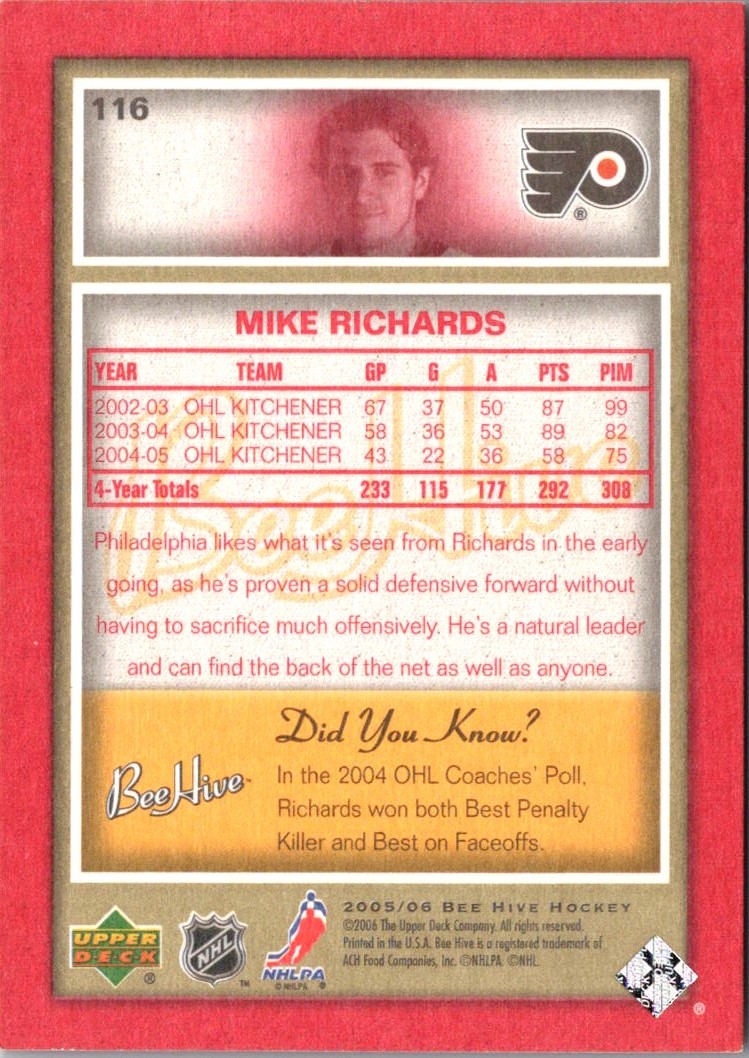 116
®
MIKE RICHARDS
YEAR TEAM GP G A PTS PIM
2002-03 OHL KITCHENER 67 37 50 87 99
2003-04 OHL KITCHENER 58 36 53 89 82
2004-05 OHL KITCHENER 43 22 36 58 75
4-Year Totals 233 115 177 292 308
BeeHive
Philadelphia likes what it's seen from Richards in the early
going, as he's proven a solid defensive forward without
having to sacrifice much offensively. He's a natural leader
and can find the back of the net as well as anyone.
Did You Know?
BeeHive™
In the 2004 OHL Coaches' Poll,
Richards won both Best Penalty
Killer and Best on Faceoffs.
UPPER
DECK
®
NHL
™
NHLPA
© NHLPA ®
2005/06 BEE HIVE HOCKEY
©2006 The Upper Deck Company. All rights reserved.
Printed in the U.S.A. Bee Hive is a registered trademark of
ACH Food Companies, Inc. ©NHLPA. ©NHL.
®